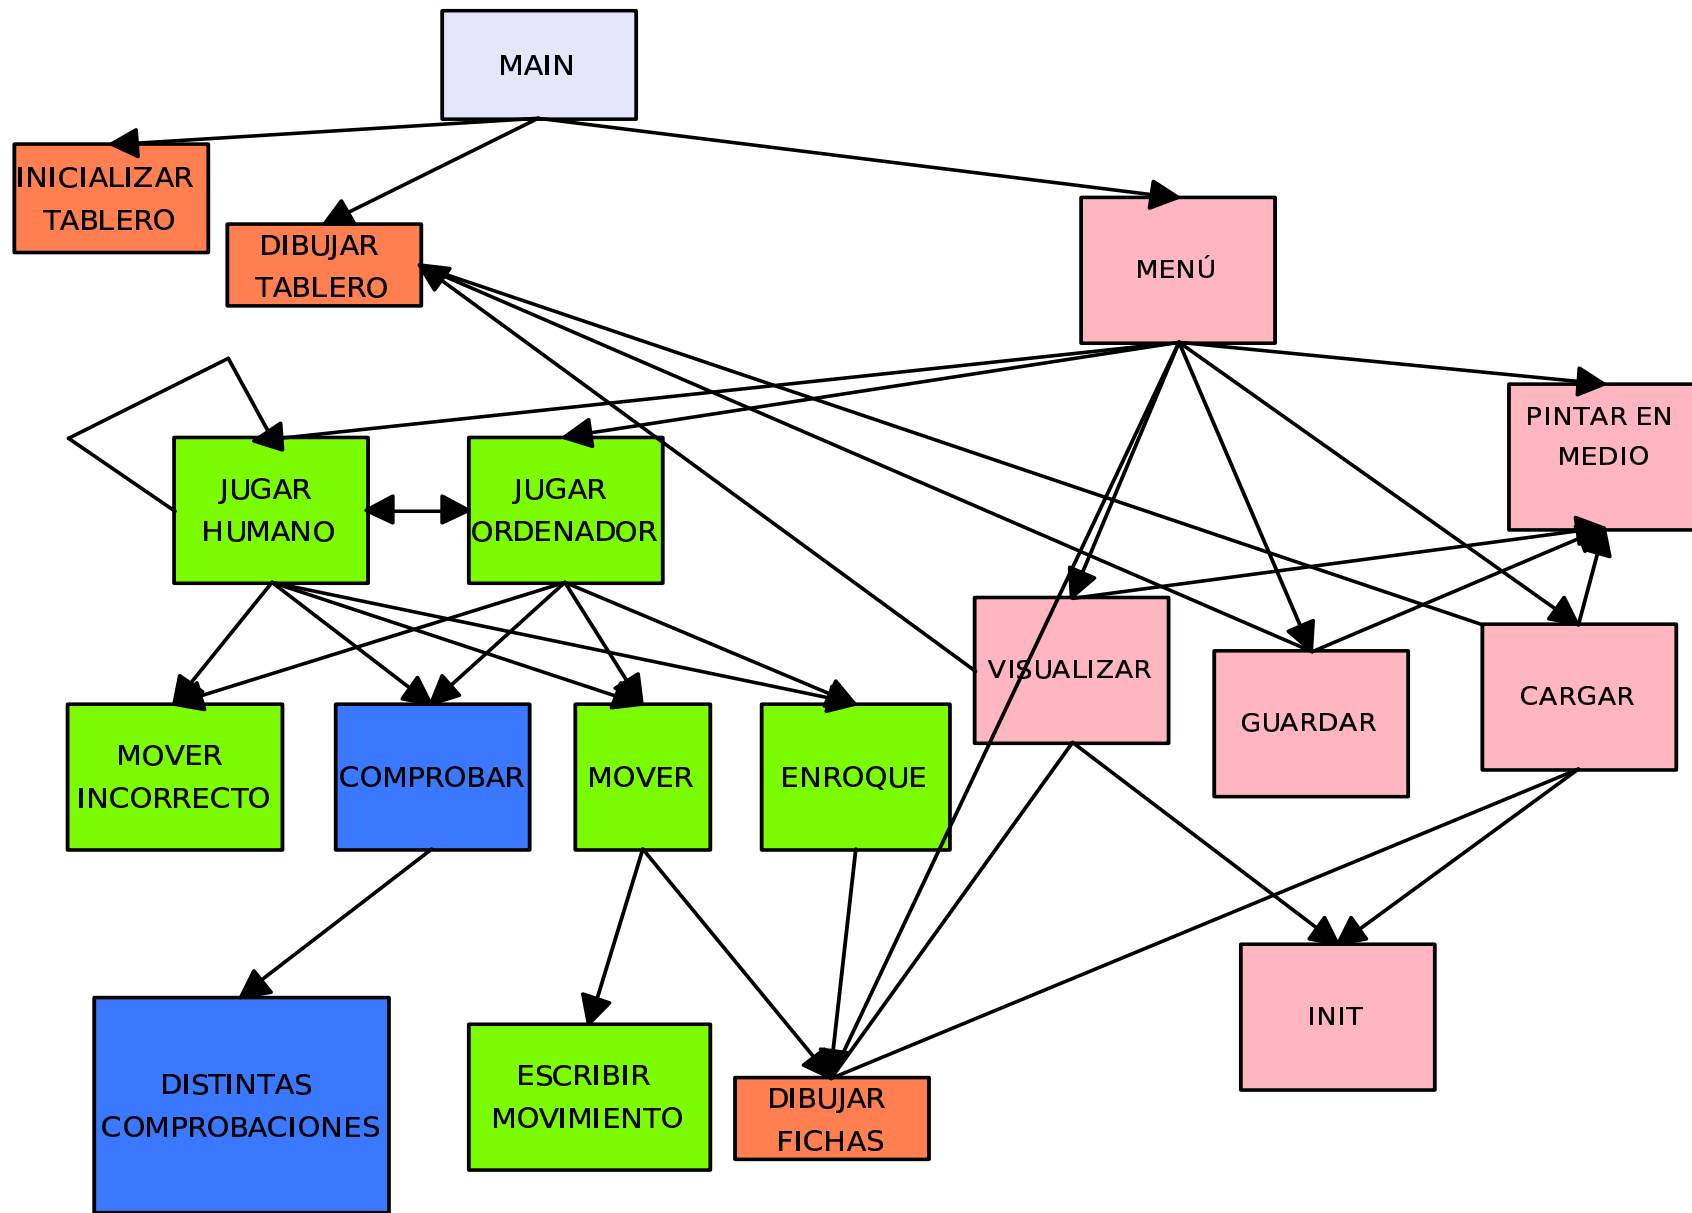 MAIN
INICIALIZAR
TABLERO
DIBUJAR
TABLERO
MENÚ
PINTAR EN
MEDIO
JUGAR
HUMANO
JUGAR
ORDENADOR
VISUALIZAR
GUARDAR
CARGAR
MOVER
INCORRECTO
COMPROBAR
MOVER
ENROQUE
INIT
DISTINTAS
COMPROBACIONES
ESCRIBIR
MOVIMIENTO
DIBUJAR
FICHAS